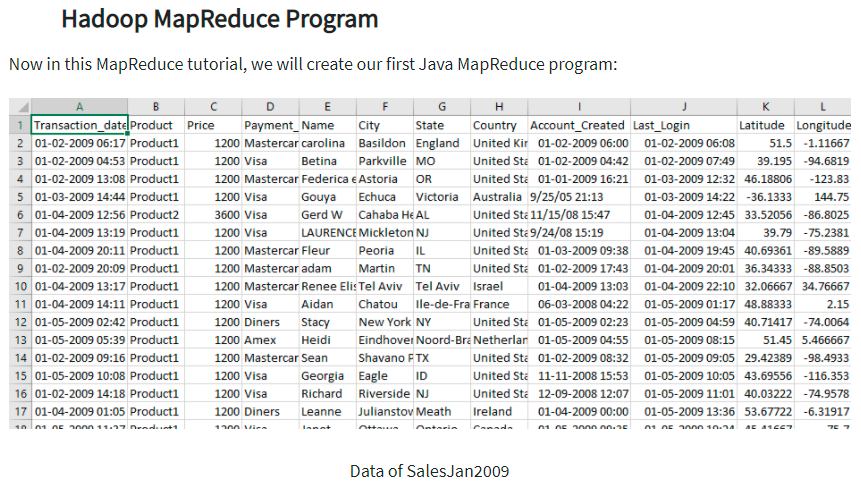 Hadoop MapReduce Program
Now in this MapReduce tutorial, we will create our first Java MapReduce program:
A B C D E F G H I J K L
1 Transaction_date Product Price Payment_ Name City State Country Account_Created Last_Login Latitude Longitude
2 01-02-2009 06:17 Product1 1200 Mastercar carolina Basildon England United Kin 01-02-2009 06:00 01-02-2009 06:08 51.5 -1.11667
3 01-02-2009 04:53 Product1 1200 Visa Betina Parkville MO United Sta 01-02-2009 04:42 01-02-2009 07:49 39.195 -94.6819
4 01-02-2009 13:08 Product1 1200 Mastercar Federica e Astoria OR United Sta 01-01-2009 16:21 01-03-2009 12:32 46.18806 -123.83
5 01-03-2009 14:44 Product1 1200 Visa Gouya Echuca Victoria Australia 9/25/05 21:13 01-03-2009 14:22 -36.1333 144.75
6 01-04-2009 12:56 Product2 3600 Visa Gerd W Cahaba He AL United Sta 11/15/08 15:47 01-04-2009 12:45 33.52056 -86.8025
7 01-04-2009 13:19 Product1 1200 Visa LAURENCE Mickleton NJ United Sta 9/24/08 15:19 01-04-2009 13:04 39.79 -75.2381
8 01-04-2009 20:11 Product1 1200 Mastercar Fleur Peoria IL United Sta 01-03-2009 09:38 01-04-2009 19:45 40.69361 -89.5889
9 01-02-2009 20:09 Product1 1200 Mastercar adam Martin TN United Sta 01-02-2009 17:43 01-04-2009 20:01 36.34333 -88.8503
10 01-04-2009 13:17 Product1 1200 Mastercar Renee Elis Tel Aviv Tel Aviv Israel 01-04-2009 13:03 01-04-2009 22:10 32.06667 34.76667
11 01-04-2009 14:11 Product1 1200 Visa Aidan Chatou Ile-de-Fra France 06-03-2008 04:22 01-05-2009 01:17 48.88333 2.15
12 01-05-2009 02:42 Product1 1200 Diners Stacy New York NY United Sta 01-05-2009 02:23 01-05-2009 04:59 40.71417 -74.0064
13 01-05-2009 05:39 Product1 1200 Amex Heidi Eindhover Noord-Bra Netherlan 01-05-2009 04:55 01-05-2009 08:15 51.45 5.466667
14 01-02-2009 09:16 Product1 1200 Mastercar Sean Shavano P TX United Sta 01-02-2009 08:32 01-05-2009 09:05 29.42389 -98.4933
15 01-05-2009 10:08 Product1 1200 Visa Georgia Eagle ID United Sta 11-11-2008 15:53 01-05-2009 10:05 43.69556 -116.353
16 01-02-2009 14:18 Product1 1200 Visa Richard Riverside NJ United Sta 12-09-2008 12:07 01-05-2009 11:01 40.03222 -74.9578
17 01-04-2009 01:05 Product1 1200 Diners Leanne Julianstov Meath Ireland 01-04-2009 00:00 01-05-2009 13:36 53.67722 -6.31917
Data of SalesJan2009